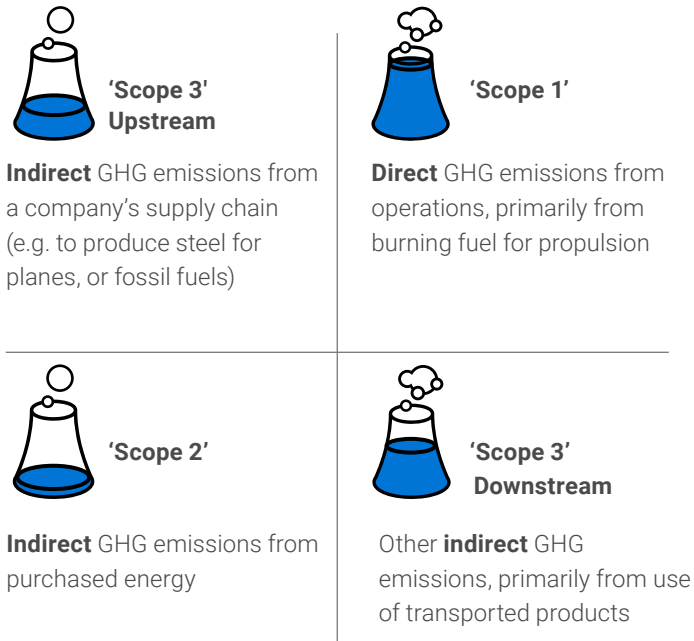 ‘Scope 3'
Upstream
Indirect GHG emissions from
a company’s supply chain
(e.g. to produce steel for
planes, or fossil fuels)
‘Scope 1’
Direct GHG emissions from
operations, primarily from
burning fuel for propulsion
‘Scope 2’
Indirect GHG emissions from
purchased energy
‘Scope 3’
Downstream
Other indirect GHG
emissions, primarily from use
of transported products